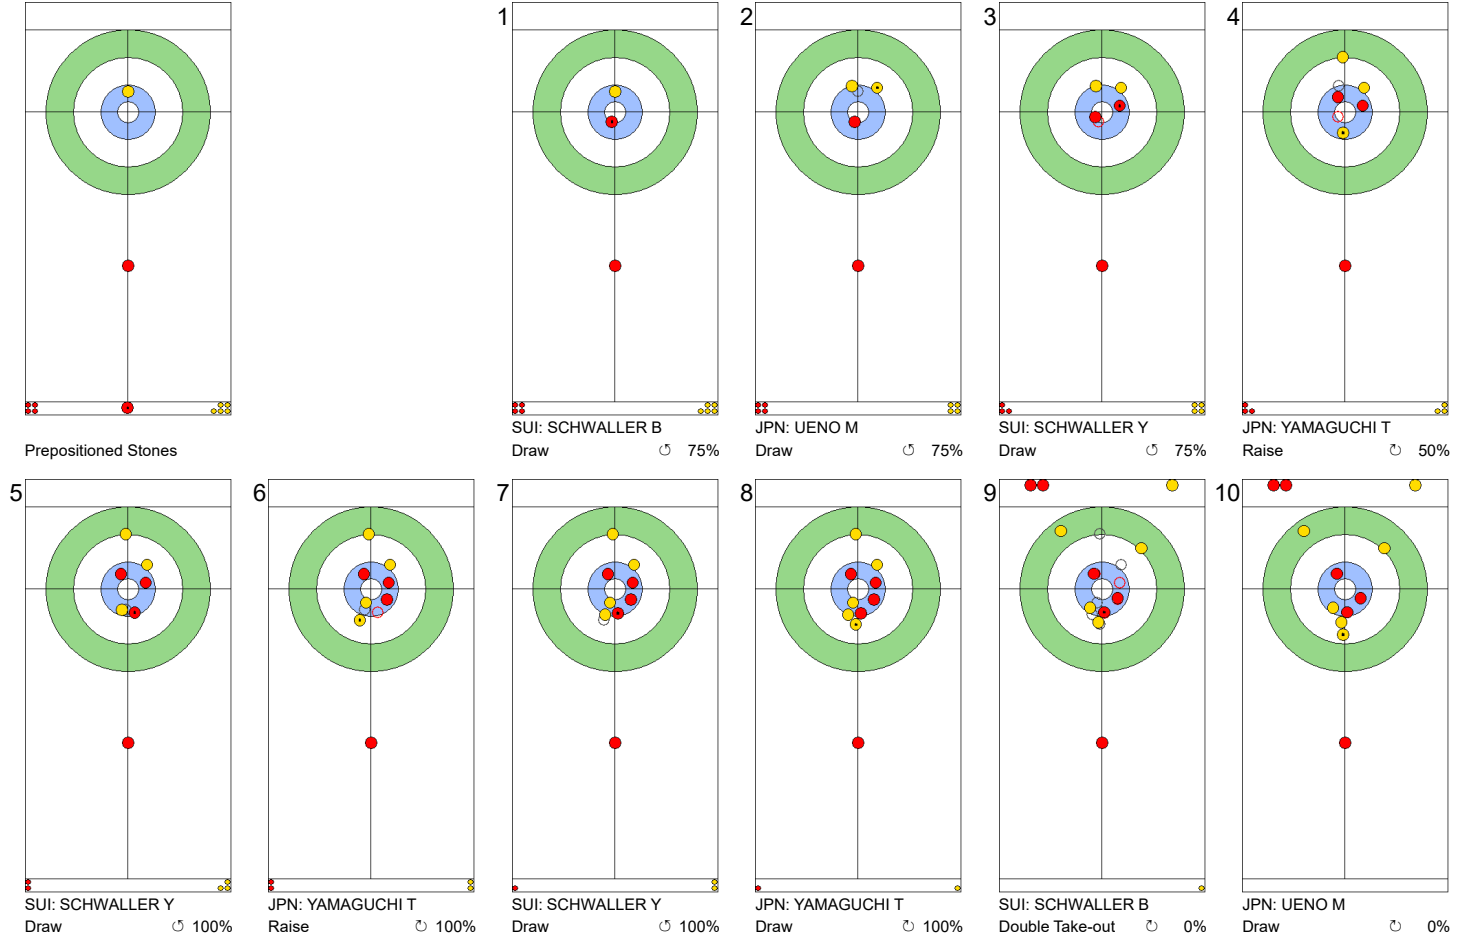 1
2
3
4
Prepositioned Stones
SUI: SCHWALLER B
Draw 75%
JPN: UENO M
Draw 75%
SUI: SCHWALLER Y
Draw 75%
JPN: YAMAGUCHI T
Raise 50%
5
6
7
8
9
10
SUI: SCHWALLER Y
Draw 100%
JPN: YAMAGUCHI T
Raise 100%
SUI: SCHWALLER Y
Draw 100%
JPN: YAMAGUCHI T
Draw 100%
SUI: SCHWALLER B
Double Take-out 0%
JPN: UENO M
Draw 0%